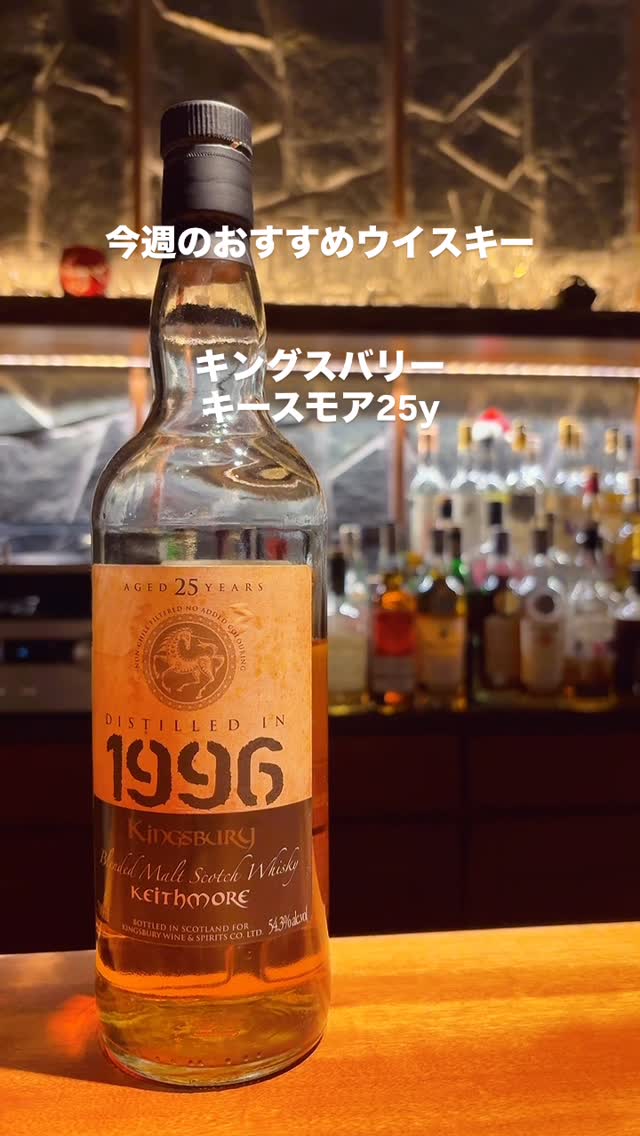 今週のおすすめウイスキー
キングスバリー
キースモア25y
AGED 25 YEARS
NON CHILL FILTERED NO ADDED COLOURING
DISTILLED IN
1996
KINGSBURY
Blended Malt Scotch Whisky
KEITHMORE
BOTTLED IN SCOTLAND FOR
KINGSBURY WINE & SPIRITS CO. LTD.
54.3% alc.vol